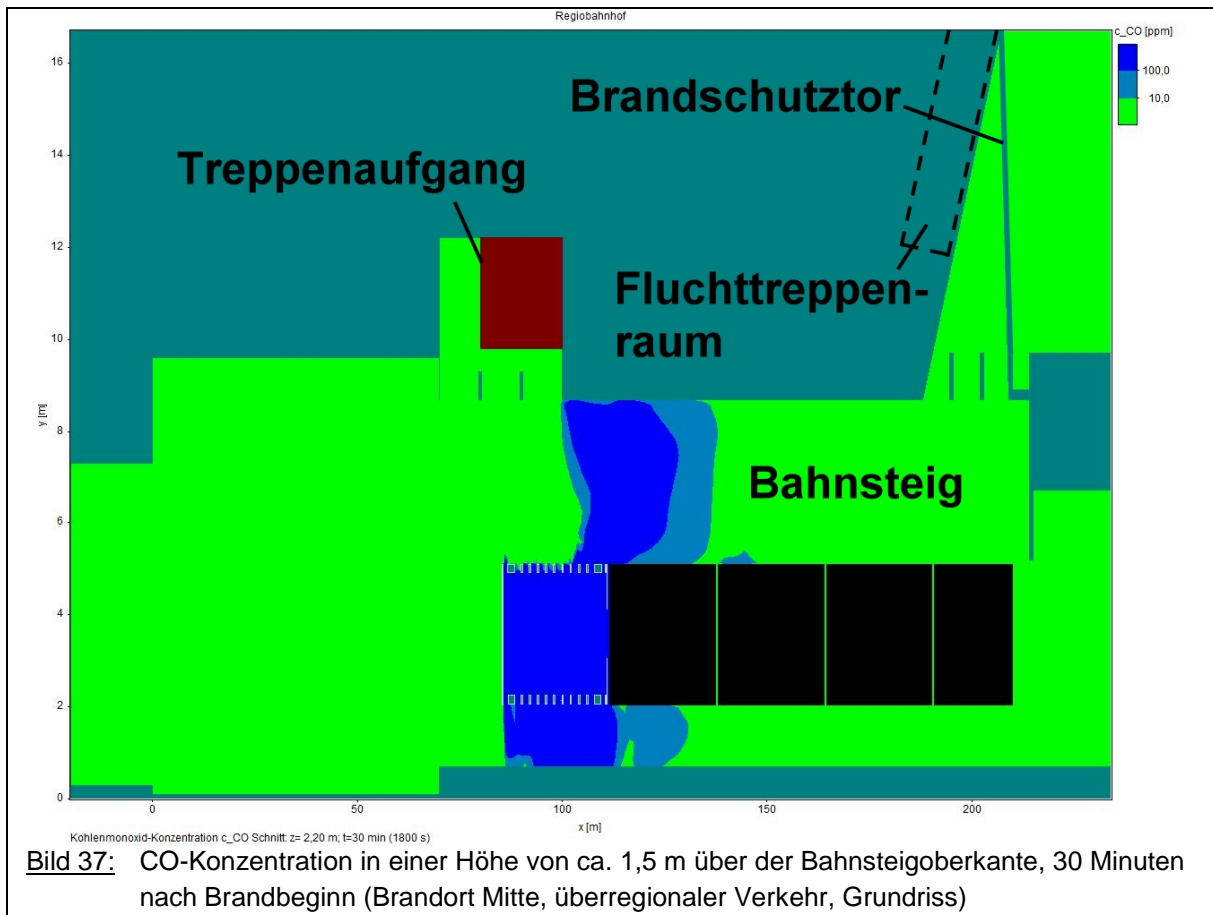 Regiobahnhof
c_CO [ppm]
100,0
10,0
16
14
12
10
8
6
4
2
0
y [m]
Brandschutztor
Treppenaufgang
Fluchttreppen-
raum
Bahnsteig
0
50
100
150
200
x [m]
Kohlenmonoxid-Konzentration c_CO Schnitt: z= 2,20 m; t=30 min (1800 s)
Bild 37: CO-Konzentration in einer Höhe von ca. 1,5 m über der Bahnsteigoberkante, 30 Minuten
nach Brandbeginn (Brandort Mitte, überregionaler Verkehr, Grundriss)